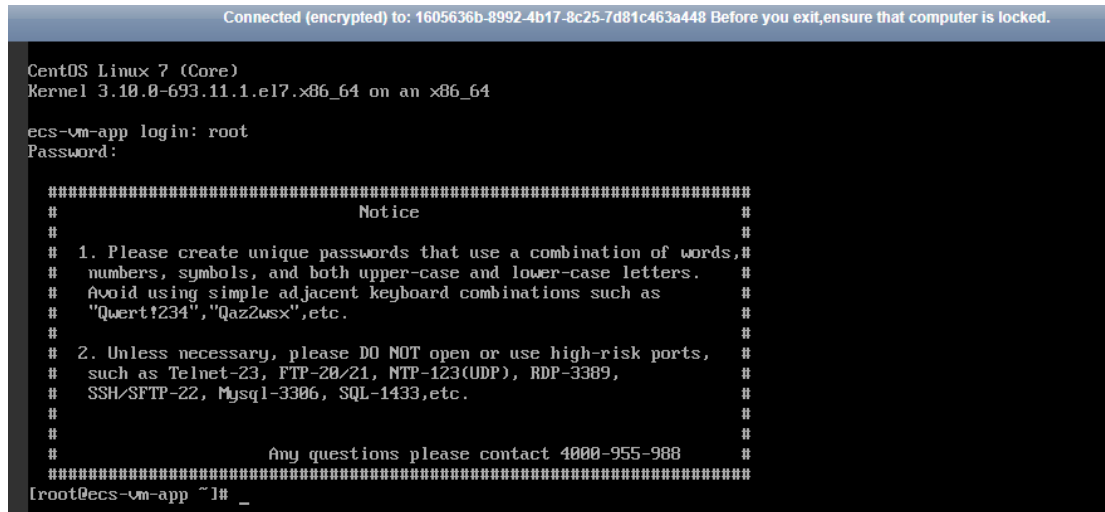 Connected (encrypted) to: 1605636b-8992-4b17-8c25-7d81c463a448 Before you exit,ensure that computer is locked.
CentOS Linux 7 (Core)
Kernel 3.10.0-693.11.1.el7.x86_64 on an x86_64
ecs-vm-app login: root
Password:
######################################################################
# Notice #
# #
# 1. Please create unique passwords that use a combination of words,#
# numbers, symbols, and both upper-case and lower-case letters. #
# Avoid using simple adjacent keyboard combinations such as #
# "Qwert!234","Qaz2wsx",etc. #
# #
# 2. Unless necessary, please DO NOT open or use high-risk ports, #
# such as Telnet-23, FTP-20/21, NTP-123(UDP), RDP-3389, #
# SSH/SFTP-22, Mysql-3306, SQL-1433,etc. #
# #
# #
# Any questions please contact 4000-955-988 #
######################################################################
[root@ecs-vm-app ~]# _